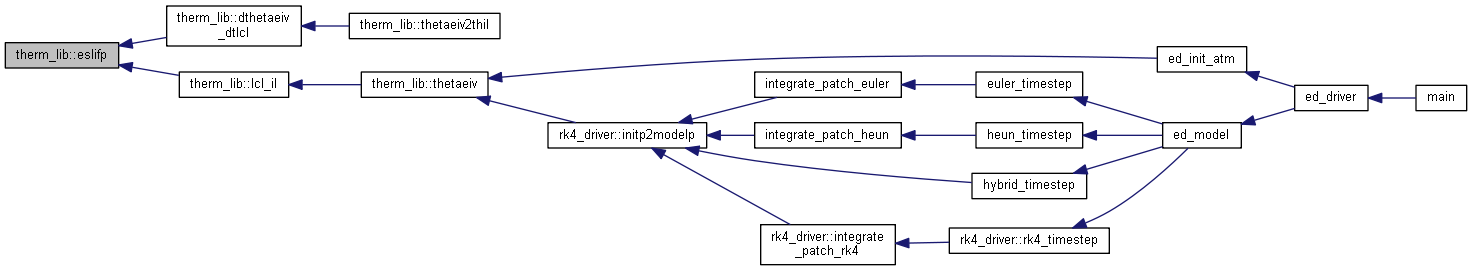 therm_lib::eslifp
therm_lib::dthetaeiv
_dtlcl
therm_lib::thetaeiv2thil
therm_lib::lcl_il
therm_lib::thetaeiv
ed_init_atm
rk4_driver::initp2modelp
integrate_patch_euler
euler_timestep
integrate_patch_heun
heun_timestep
hybrid_timestep
rk4_driver::integrate
_patch_rk4
rk4_driver::rk4_timestep
ed_model
ed_driver
main